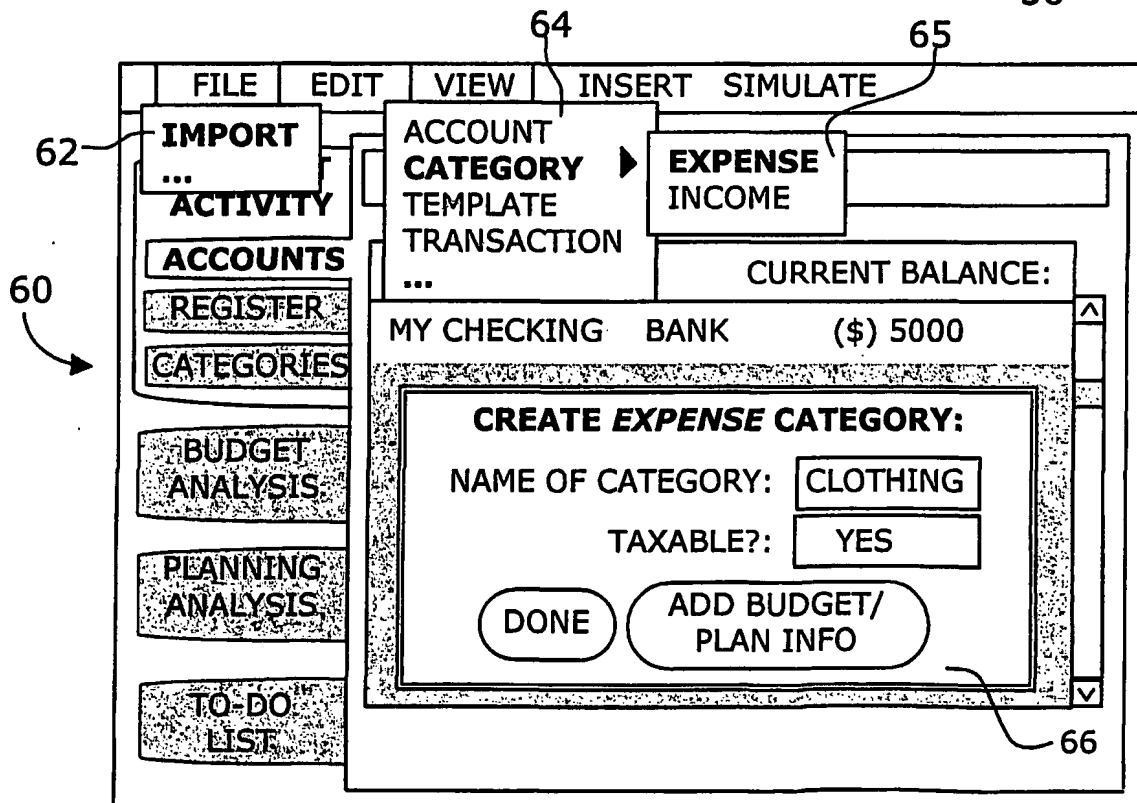 64
65
FILE EDIT VIEW INSERT SIMULATE
62
IMPORT
...
ACTIVITY
ACCOUNTS
REGISTER
CATEGORIES
BUDGET
ANALYSIS
PLANNING
ANALYSIS
TO-DO
LIST
60
ACCOUNT
CATEGORY
TEMPLATE
TRANSACTION
...
EXPENSE
INCOME
CURRENT BALANCE:
MY CHECKING BANK ($) 5000
CREATE EXPENSE CATEGORY:
NAME OF CATEGORY: CLOTHING
TAXABLE?: YES
DONE
ADD BUDGET/
PLAN INFO
66